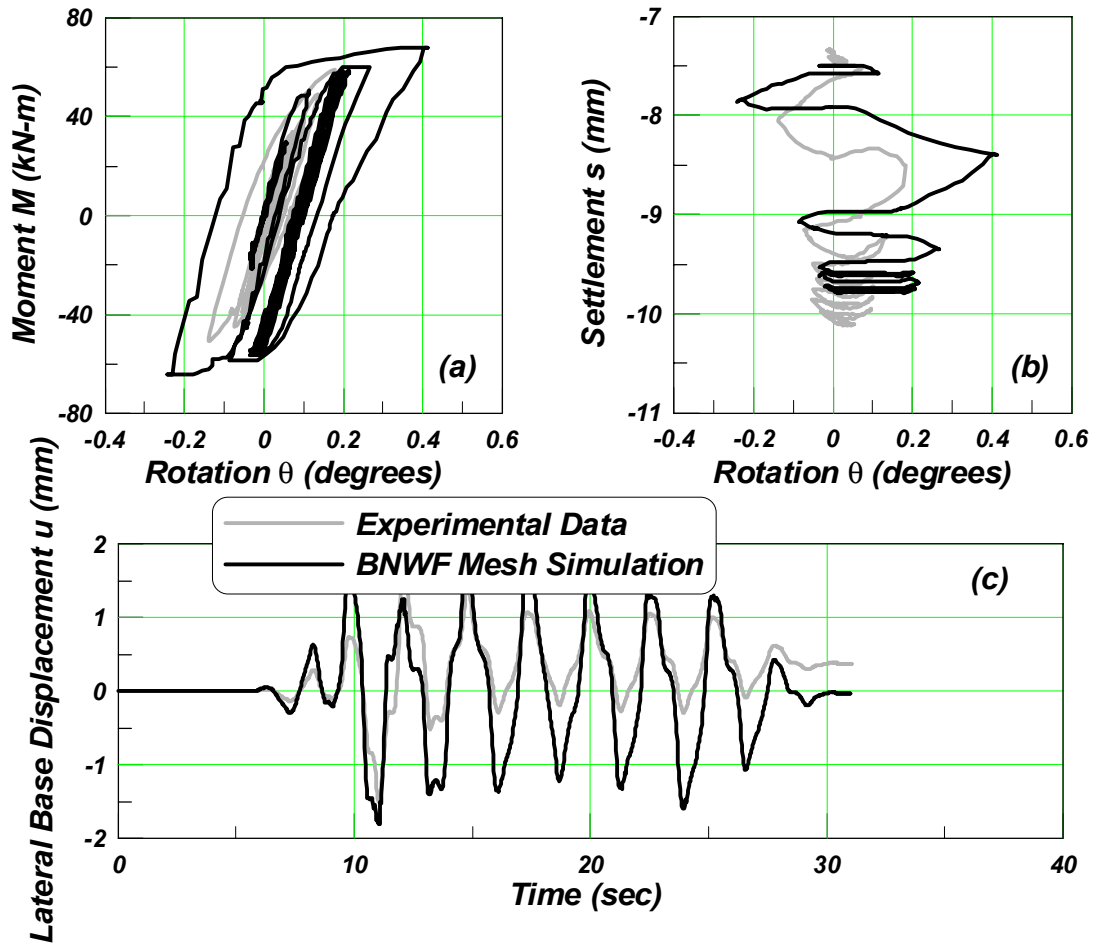 80
40
0
-40
-80
Moment M (kN-m)
(a)
-0.4
-0.2
0
0.2
0.4
0.6
Rotation θ (degrees)
-7
-8
-9
-10
-11
Settlement s (mm)
(b)
-0.4
-0.2
0
0.2
0.4
0.6
Rotation θ (degrees)
Experimental Data
BNWF Mesh Simulation
2
1
0
-1
-2
Lateral Base Displacement u (mm)
(c)
0
10
20
30
40
Time (sec)